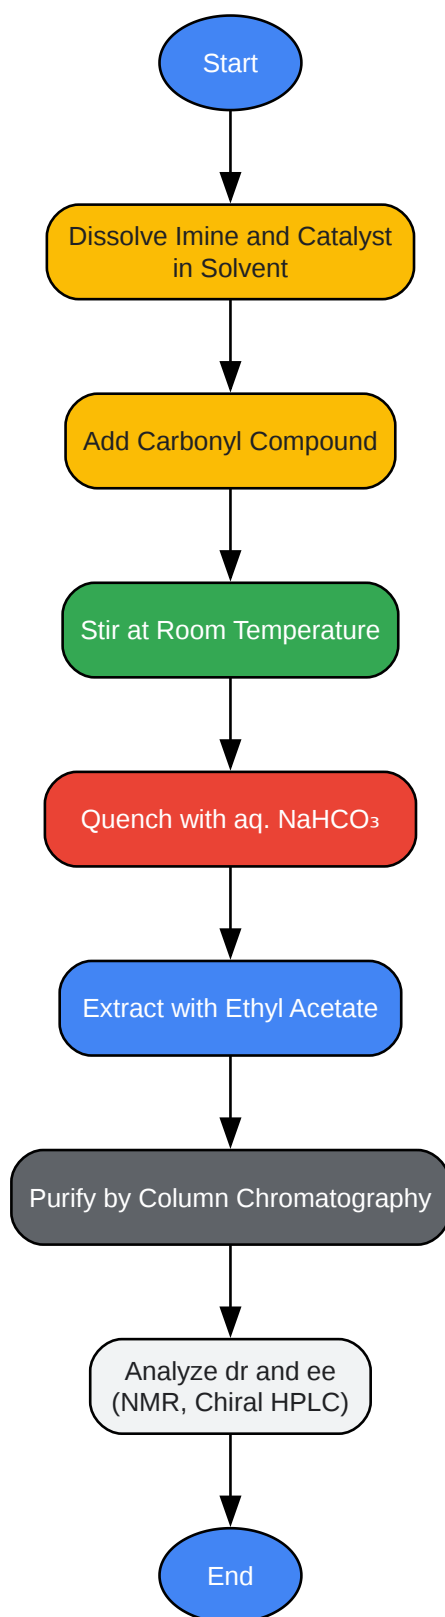 Start
Dissolve Imine and Catalyst
in Solvent
Add Carbonyl Compound
Stir at Room Temperature
Quench with aq. NaHCO₃
Extract with Ethyl Acetate
Purify by Column Chromatography
Analyze dr and ee
(NMR, Chiral HPLC)
End